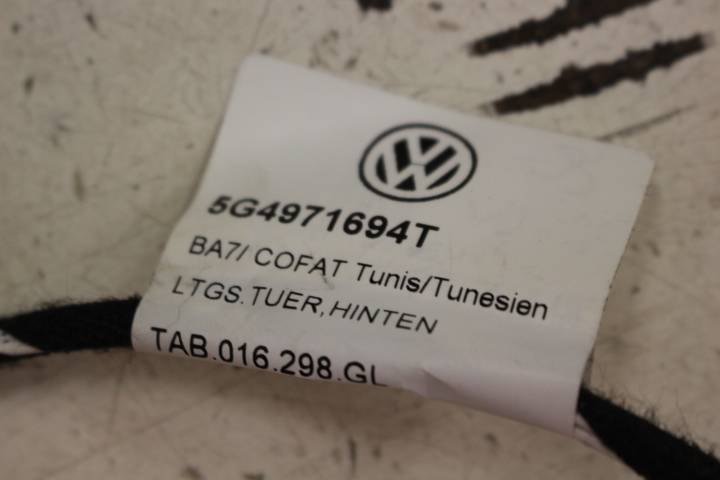 5G4971694T
BA7/ COFAT Tunis/Tunesien
LTGS.TUER,HINTEN
TAB.016.298.GL